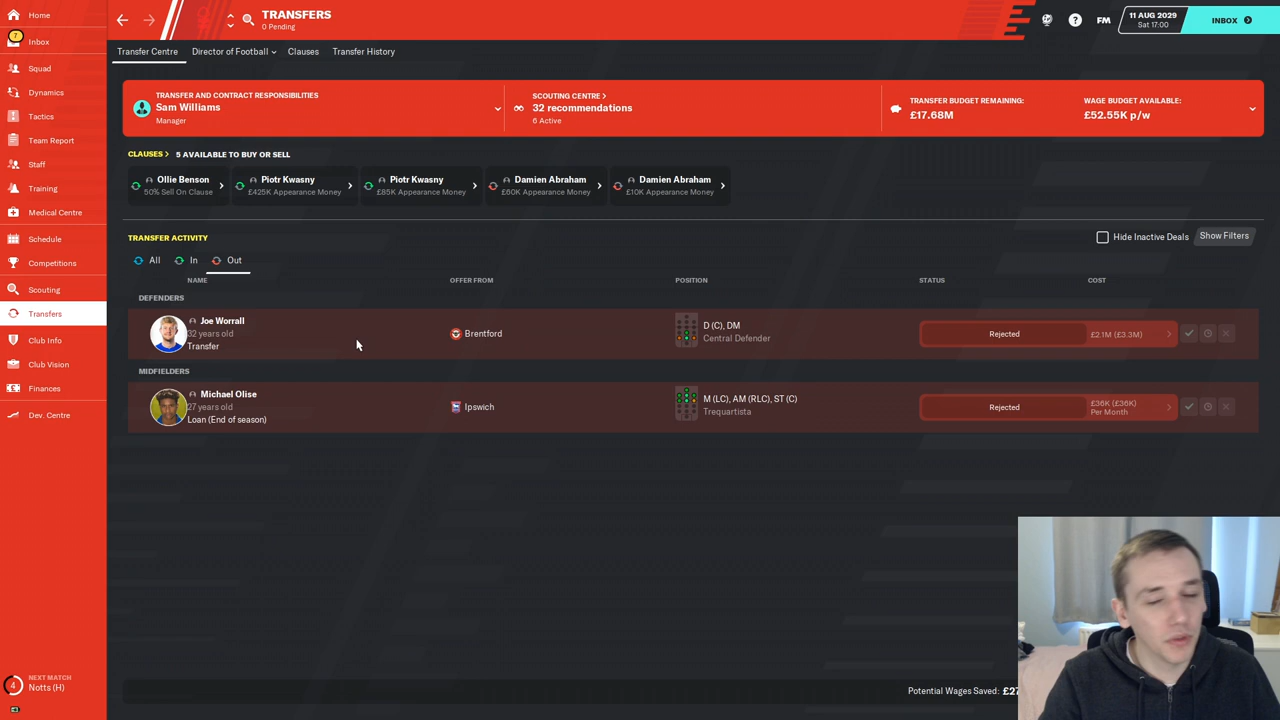 Home
7
Inbox
Squad
Dynamics
Tactics
Team Report
Staff
Training
Medical Centre
Schedule
Competitions
Scouting
Transfers
Club Info
Club Vision
Finances
Dev. Centre
4
NEXT MATCH
Notts (H)
TRANSFERS
0 Pending
?
FM
11 AUG 2029
Sat 17:00
INBOX
Transfer Centre
Director of Football
Clauses
Transfer History
TRANSFER AND CONTRACT RESPONSIBILITIES
Sam Williams
Manager
SCOUTING CENTRE >
32 recommendations
6 Active
TRANSFER BUDGET REMAINING:
£17.68M
WAGE BUDGET AVAILABLE:
£52.55K p/w
CLAUSES > 5 AVAILABLE TO BUY OR SELL
Ollie Benson
50% Sell On Clause
Piotr Kwasny
£425K Appearance Money
Piotr Kwasny
£85K Appearance Money
Damien Abraham
£60K Appearance Money
Damien Abraham
£10K Appearance Money
TRANSFER ACTIVITY
Hide Inactive Deals
Show Filters
All
In
Out
NAME
OFFER FROM
POSITION
STATUS
COST
DEFENDERS
Joe Worrall
32 years old
Transfer
Brentford
D (C), DM
Central Defender
Rejected
£2.1M (£3.3M)
MIDFIELDERS
Michael Olise
27 years old
Loan (End of season)
Ipswich
M (LC), AM (RLC), ST (C)
Trequartista
Rejected
£36K (£36K)
Per Month
Potential Wages Saved: